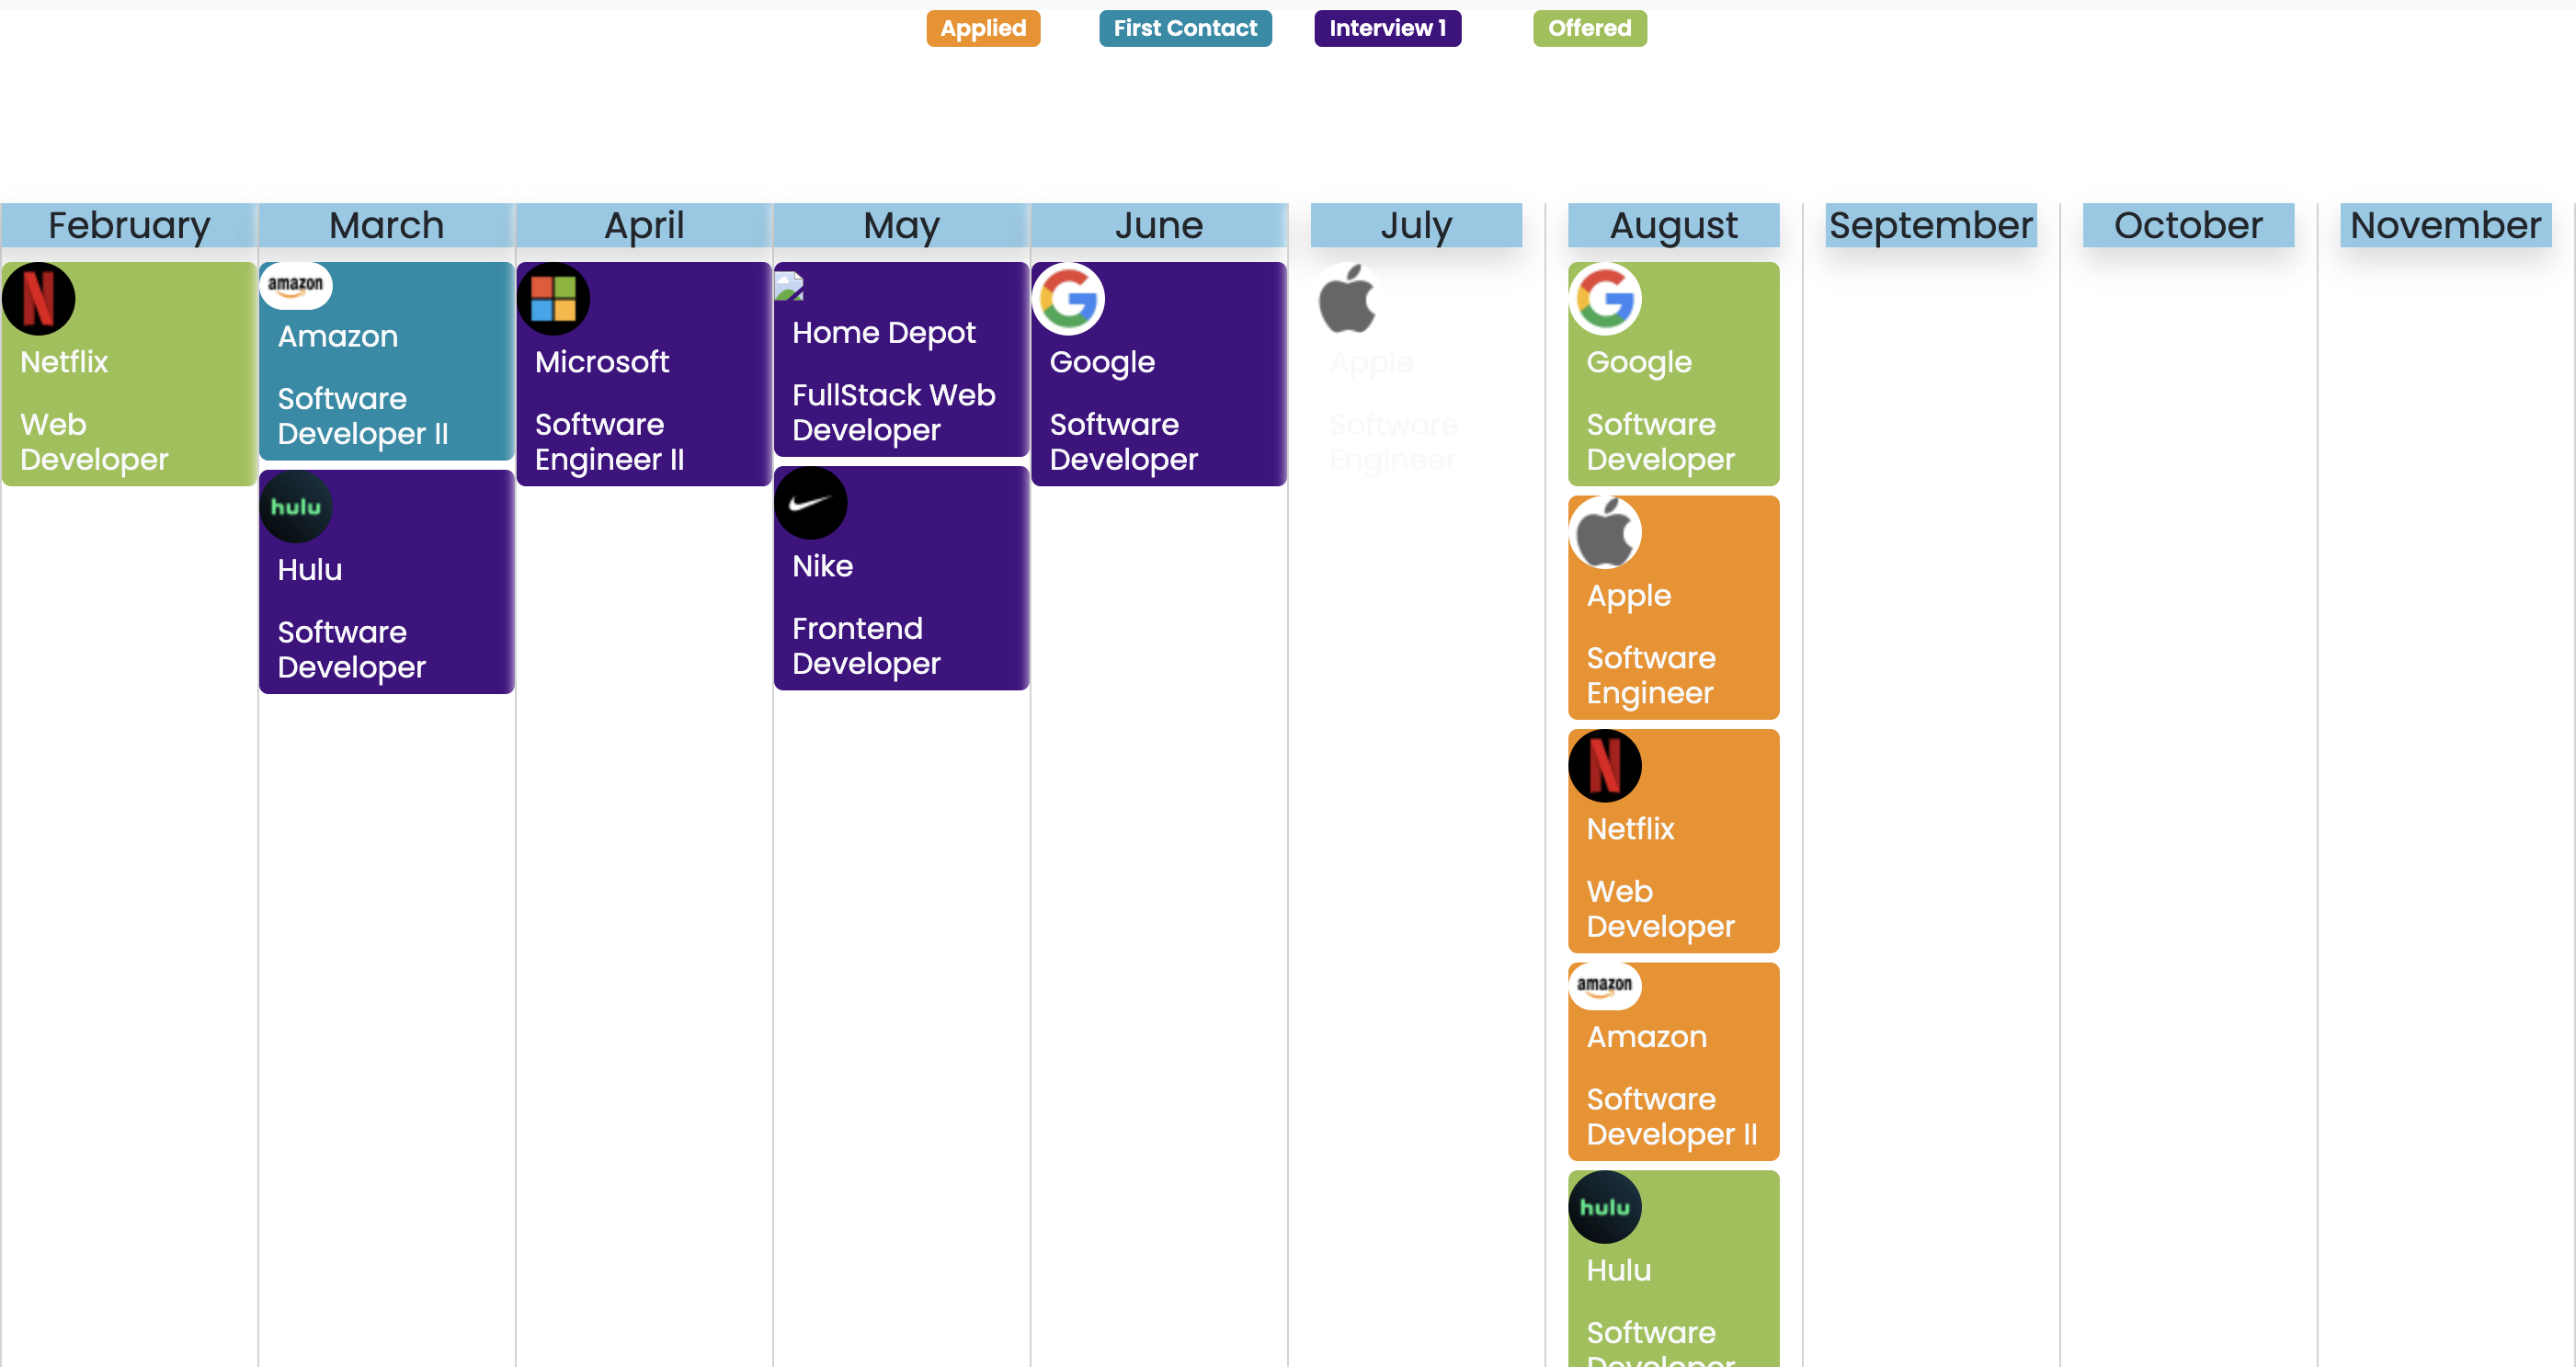 Applied
First Contact
Interview 1
Offered
February
March
April
May
June
July
August
September
October
November
Netflix
Web
Developer
amazon
Amazon
Software
Developer II
hulu
Hulu
Software
Developer
Microsoft
Software
Engineer II
Home Depot
FullStack Web
Developer
Nike
Frontend
Developer
Google
Software
Developer
Apple
Software
Engineer
Google
Software
Developer
Apple
Software
Engineer
Netflix
Web
Developer
amazon
Amazon
Software
Developer II
hulu
Hulu
Software
Developer